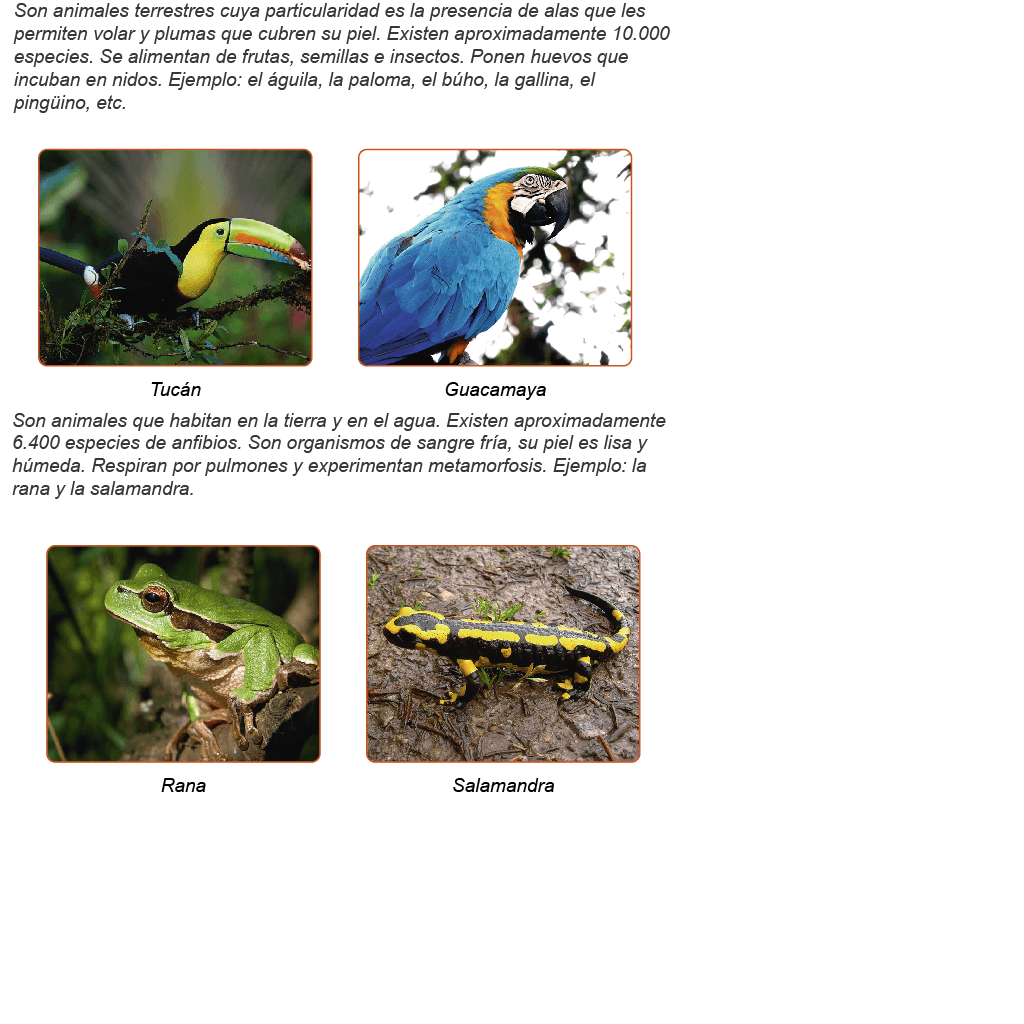 Son animales terrestres cuya particularidad es la presencia de alas que les
permiten volar y plumas que cubren su piel. Existen aproximadamente 10.000
especies. Se alimentan de frutas, semillas e insectos. Ponen huevos que
incuban en nidos. Ejemplo: el águila, la paloma, el búho, la gallina, el
pingüino, etc.
Tucán
Guacamaya
Son animales que habitan en la tierra y en el agua. Existen aproximadamente
6.400 especies de anfibios. Son organismos de sangre fría, su piel es lisa y
húmeda. Respiran por pulmones y experimentan metamorfosis. Ejemplo: la
rana y la salamandra.
Rana
Salamandra